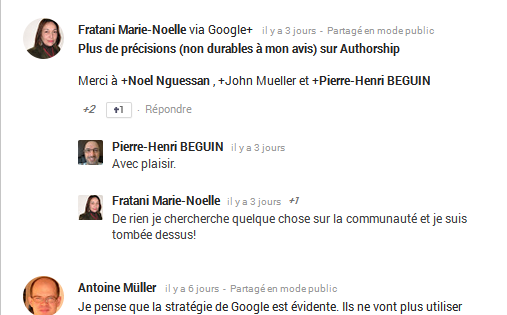 Fratani Marie-Noelle via Google+ il y a 3 jours - Partagé en mode public
Plus de précisions (non durables à mon avis) sur Authorship
Merci à +Noel Nguessan , +John Mueller et +Pierre-Henri BEGUIN
+2 +1 - Répondre
Pierre-Henri BEGUIN il y a 3 jours
Avec plaisir.
Fratani Marie-Noelle il y a 3 jours +1
De rien je chercherche quelque chose sur la communauté et je suis
tombée dessus!
Antoine Müller il y a 6 jours - Partagé en mode public
Je pense que la stratégie de Google est évidente. Ils ne vont plus utiliser